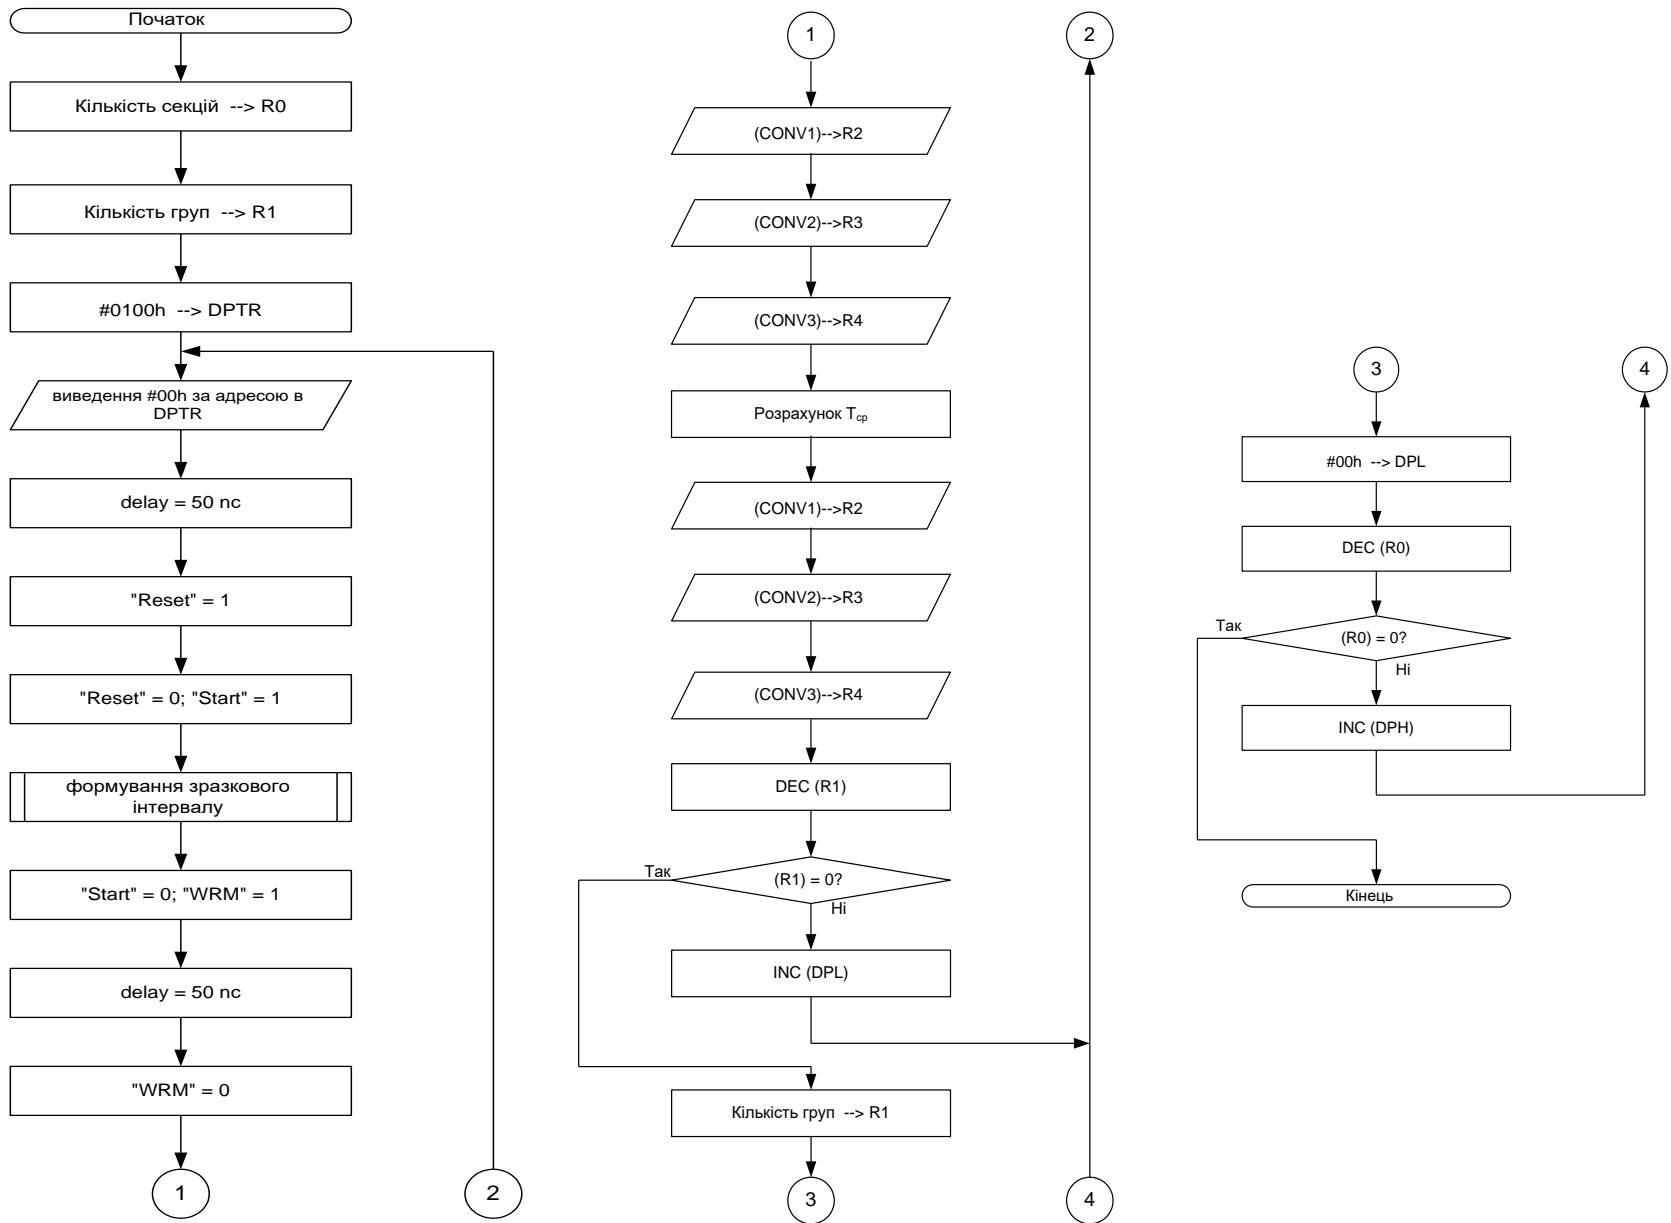 Початок
Кількість секцій --> R0
Кількість груп --> R1
#0100h --> DPTR
виведення #00h за адресою в
DPTR
delay = 50 nc
"Reset" = 1
"Reset" = 0; "Start" = 1
формування зразкового
інтервалу
"Start" = 0; "WRM" = 1
delay = 50 nc
"WRM" = 0
1
2
1
(CONV1)-->R2
(CONV2)-->R3
(CONV3)-->R4
Розрахунок Tср
(CONV1)-->R2
(CONV2)-->R3
(CONV3)-->R4
DEC (R1)
Так
(R1) = 0?
Ні
INC (DPL)
Кількість груп --> R1
3
2
4
3
#00h --> DPL
DEC (R0)
Так
(R0) = 0?
Ні
INC (DPH)
Кінець
4